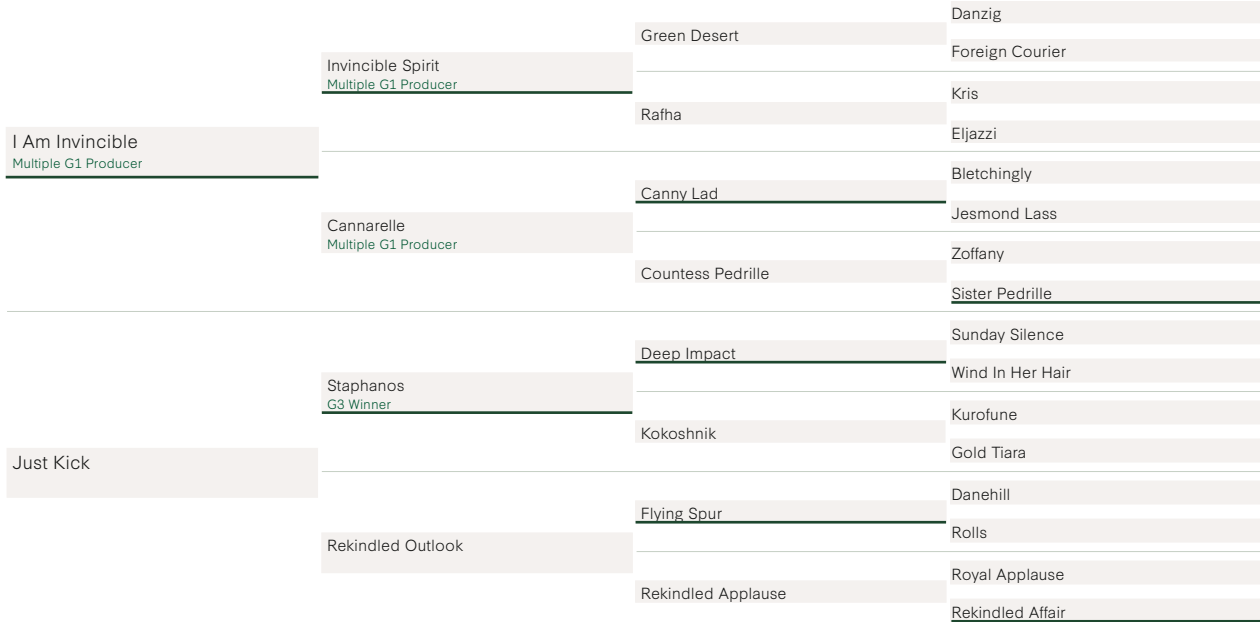 I Am Invincible
Multiple G1 Producer
Just Kick
Invincible Spirit
Multiple G1 Producer
Cannarelle
Multiple G1 Producer
Staphanos
G3 Winner
Rekindled Outlook
Green Desert
Rafha
Canny Lad
Countess Pedrille
Deep Impact
Kokoshnik
Flying Spur
Rekindled Applause
Danzig
Foreign Courier
Kris
Eljazzi
Bletchingly
Jesmond Lass
Zoffany
Sister Pedrille
Sunday Silence
Wind In Her Hair
Kurofune
Gold Tiara
Danehill
Rolls
Royal Applause
Rekindled Affair